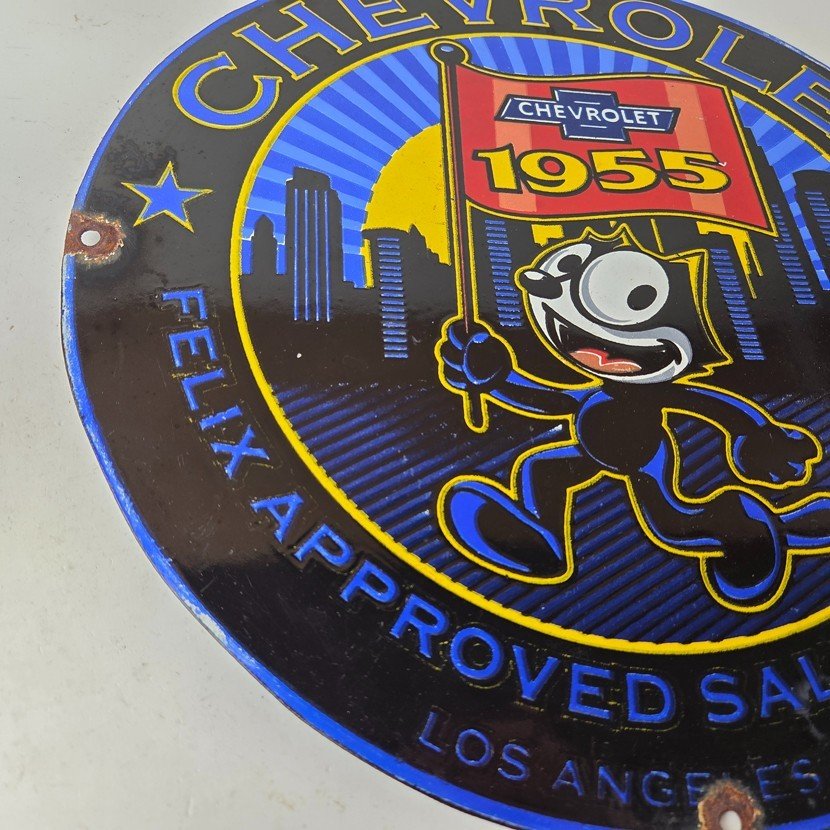 CHEVROLE
CHEVROLET
1955
FELIX APPROVED SAL
LOS ANGELES